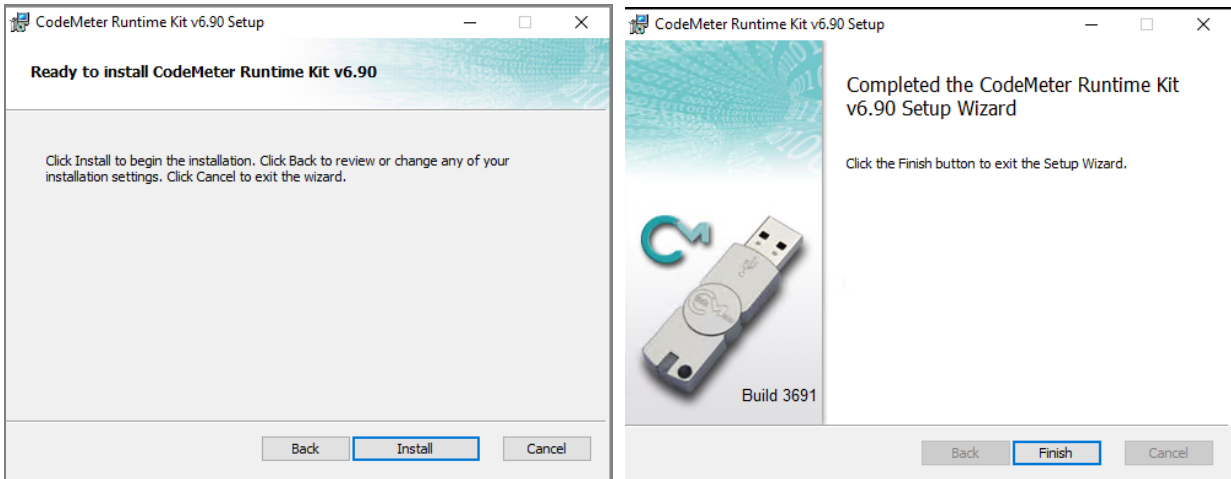 CodeMeter Runtime Kit v6.90 Setup
Ready to install CodeMeter Runtime Kit v6.90
Click Install to begin the installation. Click Back to review or change any of your
installation settings. Click Cancel to exit the wizard.
Back
Install
Cancel
CodeMeter Runtime Kit v6.90 Setup
Completed the CodeMeter Runtime Kit
v6.90 Setup Wizard
Click the Finish button to exit the Setup Wizard.
Build 3691
Back
Finish
Cancel